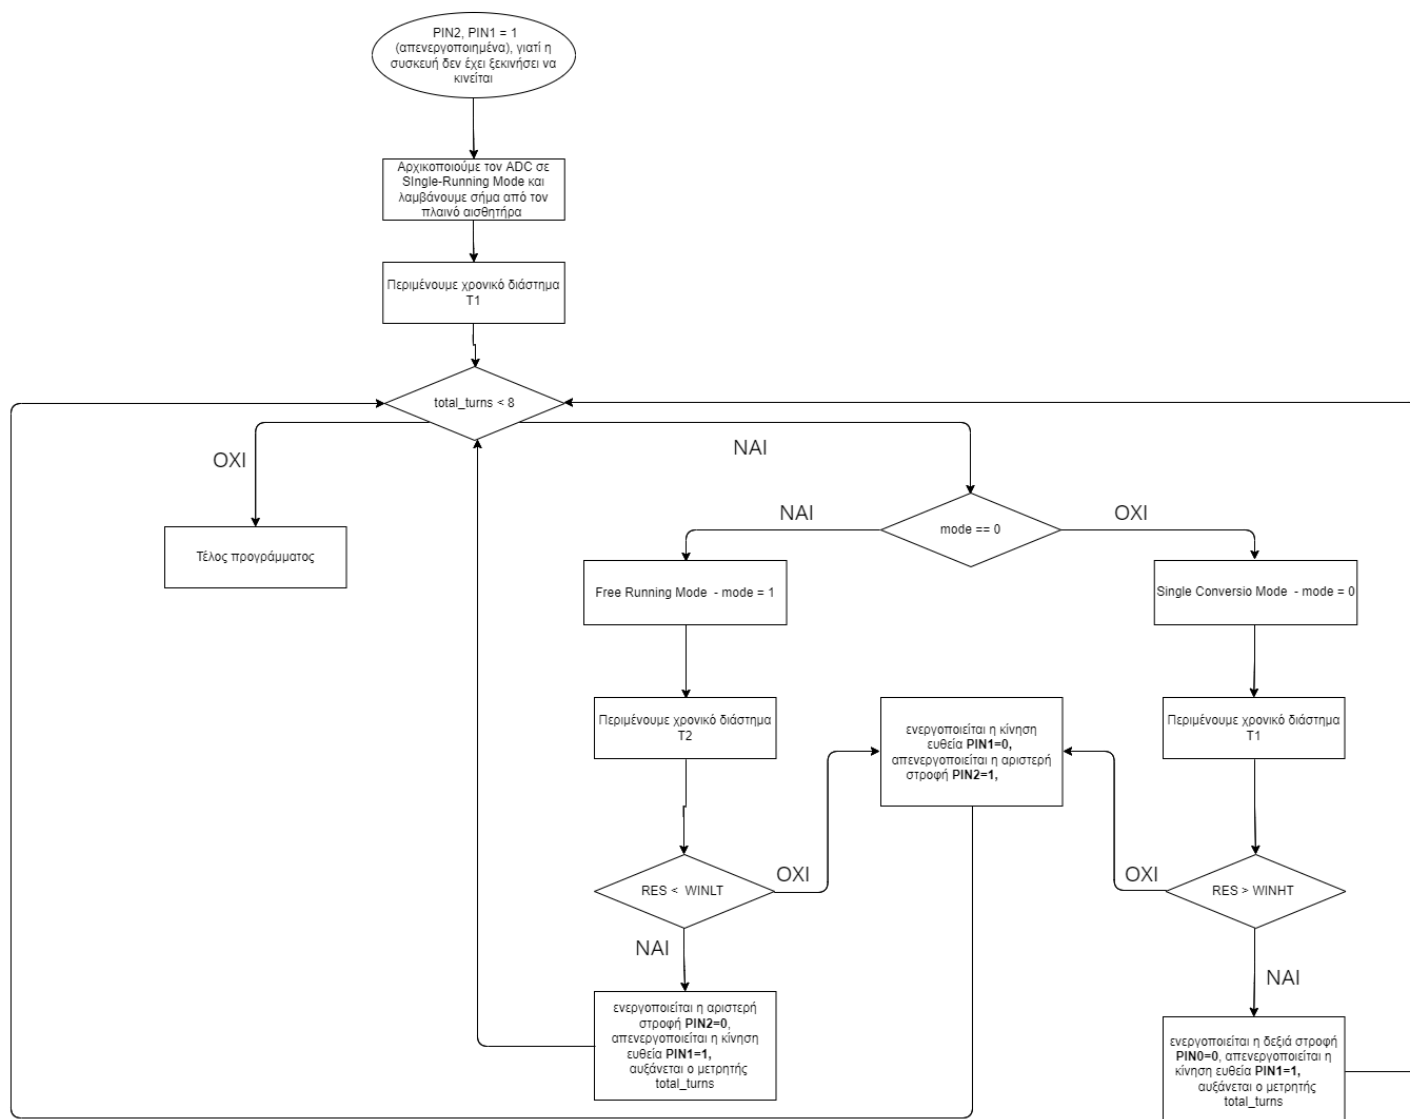 PIN2, PIN1 = 1
(απενεργοποιημένα), γιατί η
συσκευή δεν έχει ξεκινήσει να
κινείται
Αρχικοποιούμε τον ADC σε
SIngle-Running Mode και
λαμβάνουμε σήμα από τον
πλαινό αισθητήρα
Περιμένουμε χρονικό διάστημα
T1
total_turns < 8
ΟΧΙ
ΝΑΙ
Τέλος προγράμματος
mode == 0
ΝΑΙ
ΟΧΙ
Free Running Mode - mode = 1
Single Conversio Mode - mode = 0
Περιμένουμε χρονικό διάστημα
T2
ενεργοποιείται η κίνηση
ευθεία PIN1=0,
απενεργοποιείται η αριστερή
στροφή PIN2=1,
Περιμένουμε χρονικό διάστημα
T1
RES < WINLT
ΟΧΙ
ΟΧΙ
RES > WINHT
ΝΑΙ
ΝΑΙ
ενεργοποιείται η αριστερή
στροφή PIN2=0,
απενεργοποιείται η κίνηση
ευθεία PIN1=1,
αυξάνεται ο μετρητής
total_turns
ενεργοποιείται η δεξιά στροφή
PIN0=0, απενεργοποιείται η
κίνηση ευθεία PIN1=1,
αυξάνεται ο μετρητής
total_turns